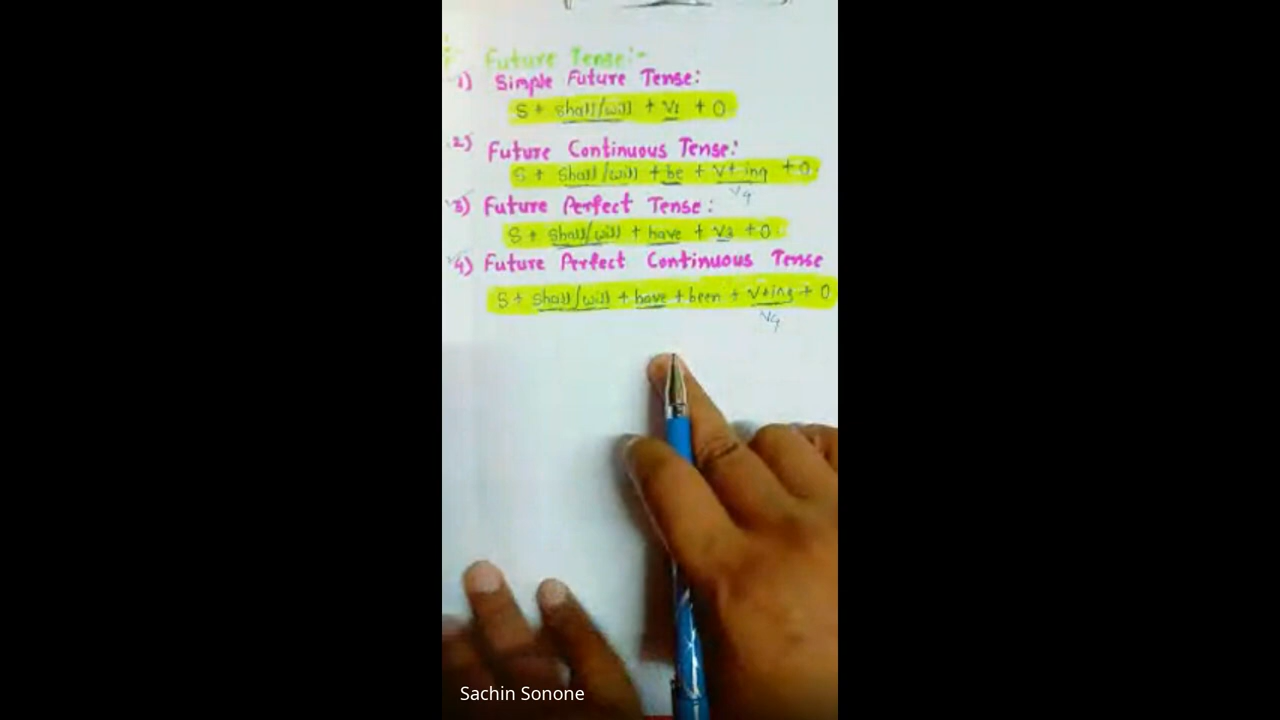 Future Tense:-
1) Simple Future Tense:
S + shall/will + V1 + O
2) Future Continuous Tense:
S + shall/will + be + V+ing + O.
V4
3) Future Perfect Tense:
S + shall/will + have + V3 + O
4) Future Perfect Continuous Tense
S + shall/will + have + been + V+ing + O
V4
Sachin Sonone